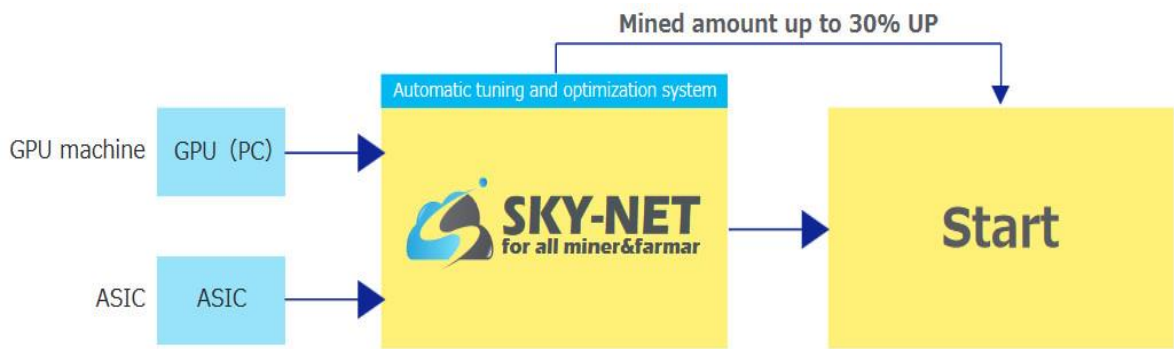 Mined amount up to 30% UP
Automatic tuning and optimization system
GPU machine
GPU (PC)
SKY-NET
for all miner&farmar
Start
ASIC
ASIC